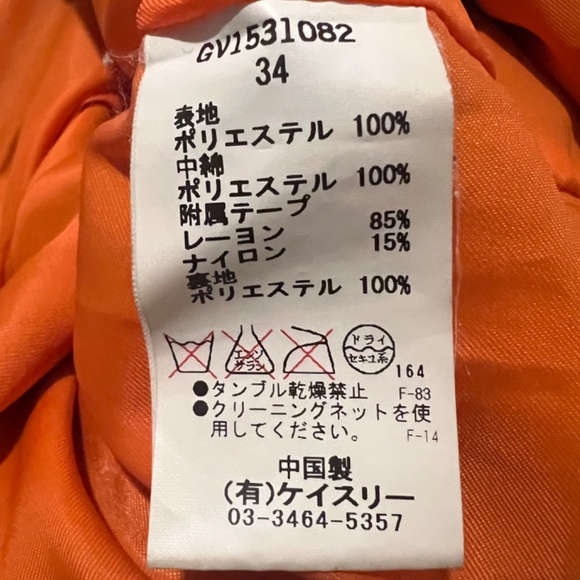 GV1531082
34
表地
ポリエステル 100%
中綿
ポリエステル 100%
附属テープ
レーヨン 85%
ナイロン 15%
裏地
ポリエステル 100%
エンソ
サラシ
ドライ
セキユ系
164
●タンブル乾燥禁止 F-83
●クリーニングネットを使
用してください。 F-14
中国製
(有)ケイスリー
03-3464-5357